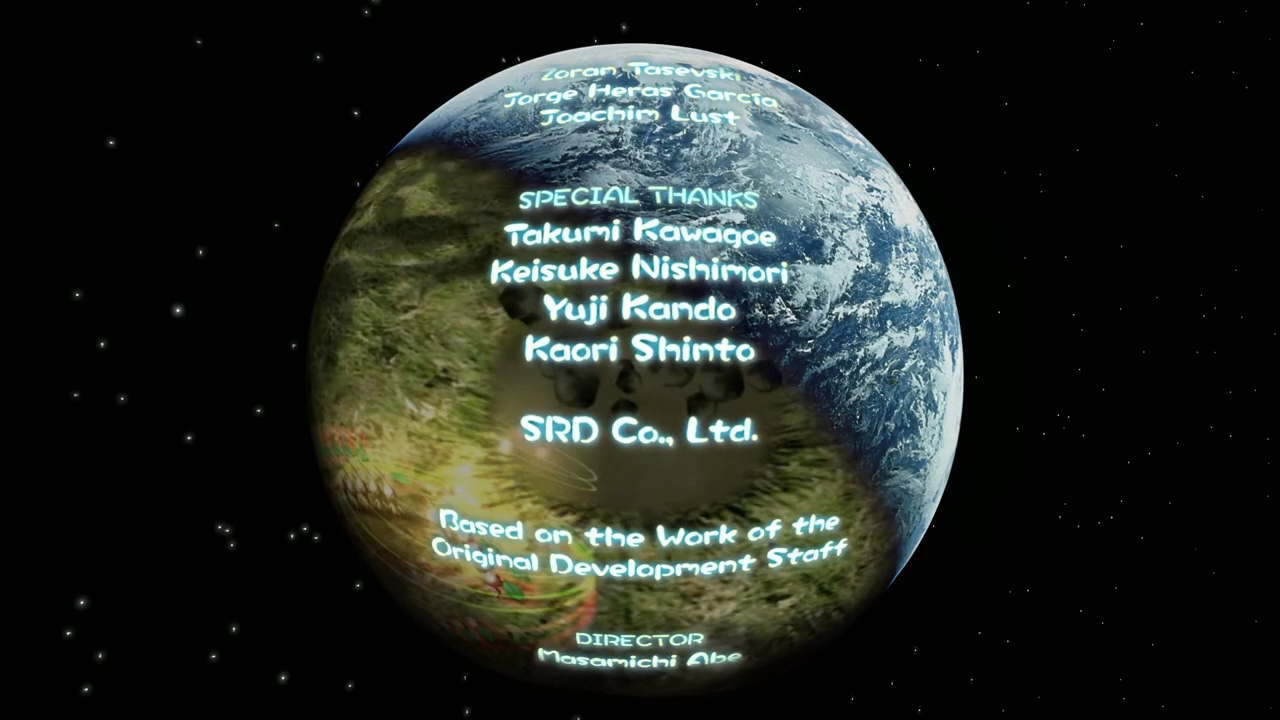 Zoran Tasevski
Jorge Heras García
Joachim Lust
SPECIAL THANKS
Takumi Kawagoe
Keisuke Nishimori
Yuji Kando
Kaori Shinto
SRD Co., Ltd.
Based on the Work of the
Original Development Staff
DIRECTOR
Masamichi Abe